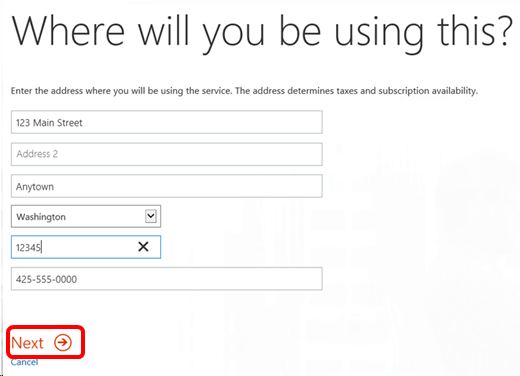 Where will you be using this?
Enter the address where you will be using the service. The address determines taxes and subscription availability.
123 Main Street
Address 2
Anytown
Washington
12345
425-555-0000
Next
Cancel